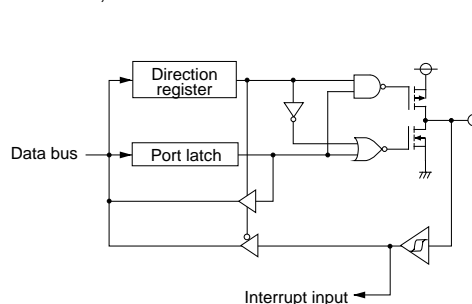 Direction
register
Data bus
Port latch
Interrupt input